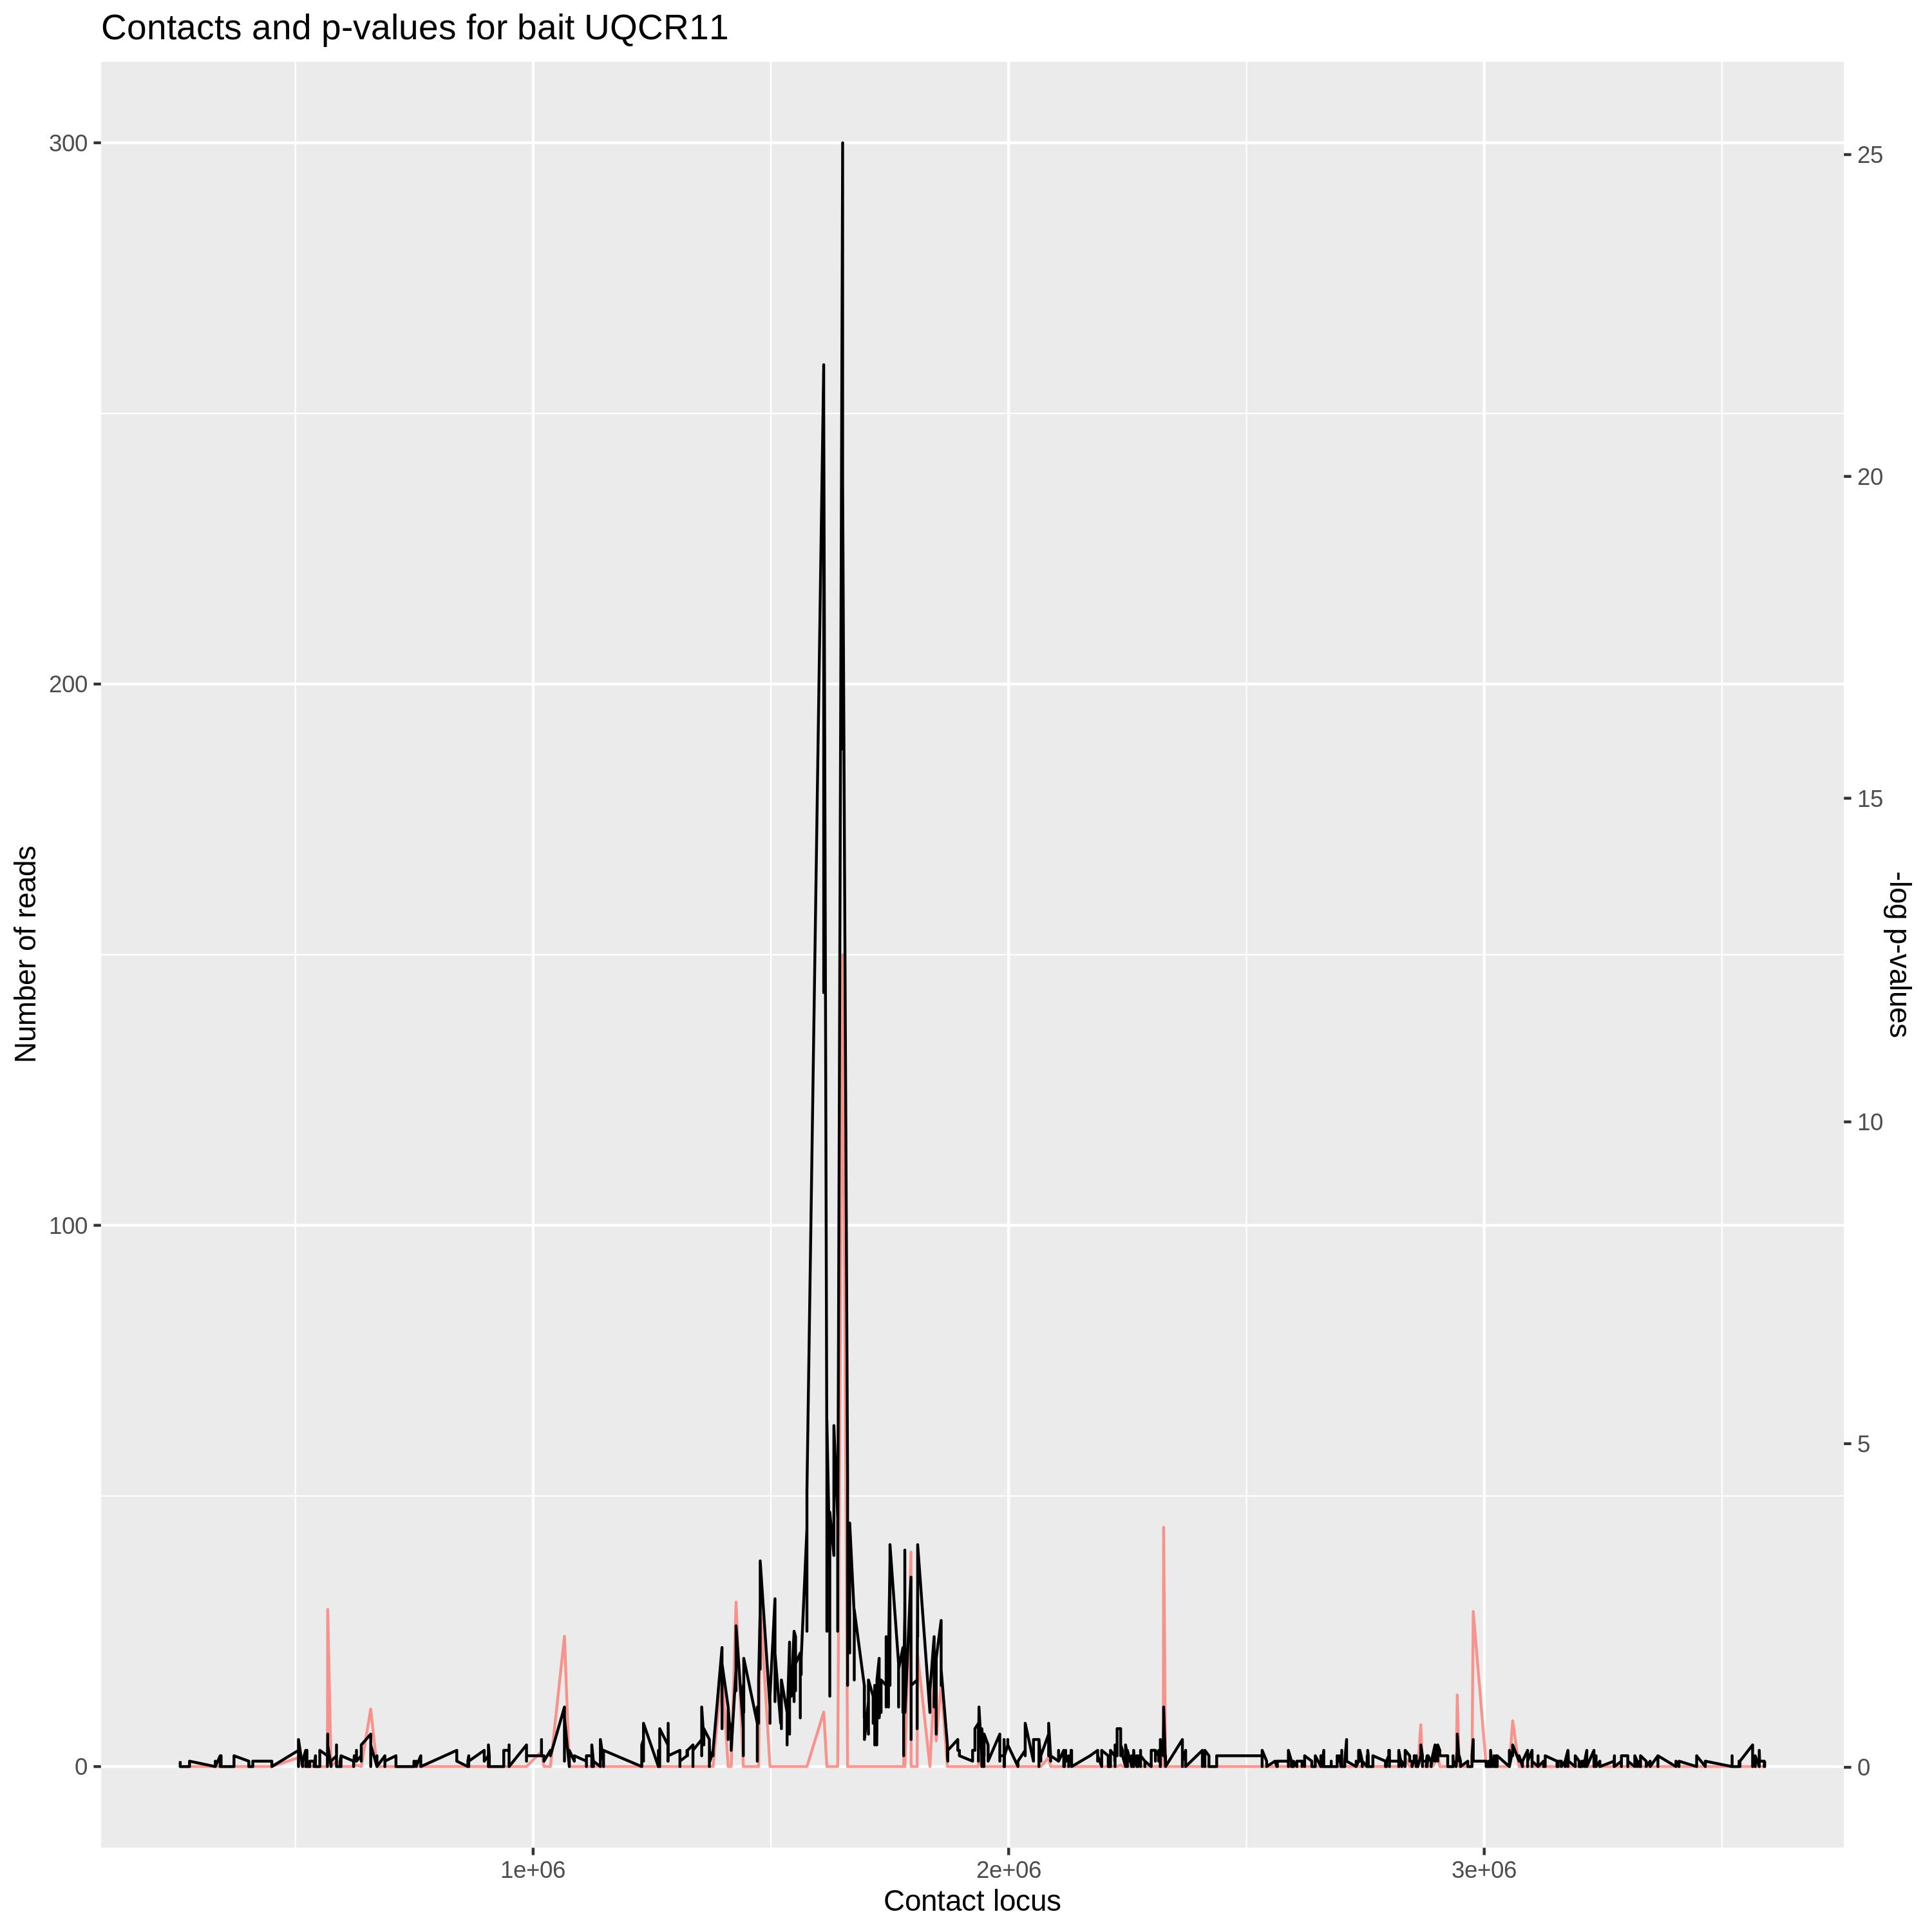 Contacts and p-values for bait UQCR11
300
200
100
0
Number of reads
25
20
15
10
5
0
-log p-values
1e+06
2e+06
3e+06
Contact locus